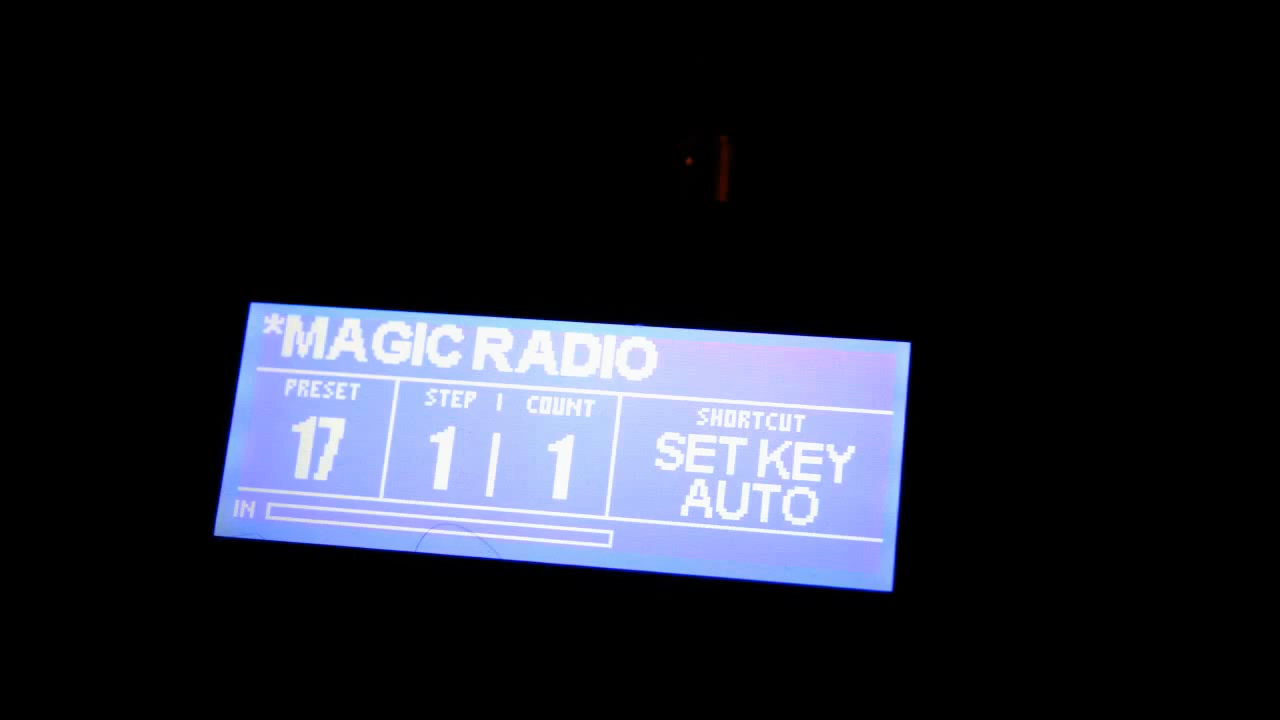 *MAGIC RADIO
PRESET STEP | COUNT SHORTCUT
17 1 | 1 SET KEY
AUTO
IN